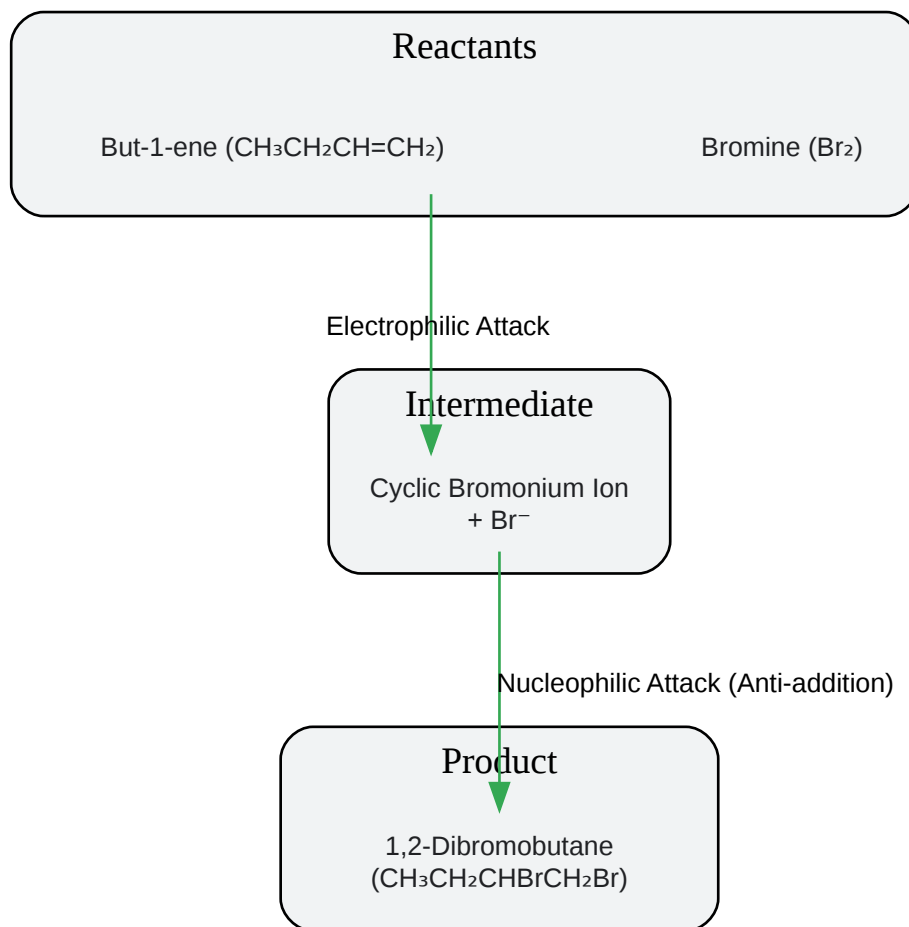 Reactants
But-1-ene (CH₃CH₂CH=CH₂)
Bromine (Br₂)
Electrophilic Attack
Intermediate
Cyclic Bromonium Ion
+ Br⁻
Nucleophilic Attack (Anti-addition)
Product
1,2-Dibromobutane
(CH₃CH₂CHBrCH₂Br)